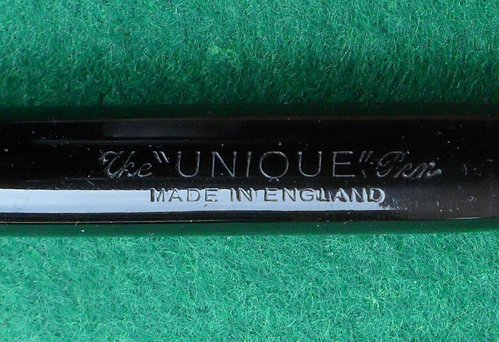 The "UNIQUE" Pen
MADE IN ENGLAND